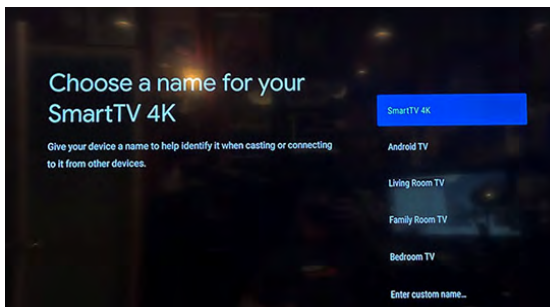 Choose a name for your
SmartTV 4K
Give your device a name to help identify it when casting or connecting
to it from other devices.
SmartTV 4K
Android TV
Living Room TV
Family Room TV
Bedroom TV
Enter custom name...